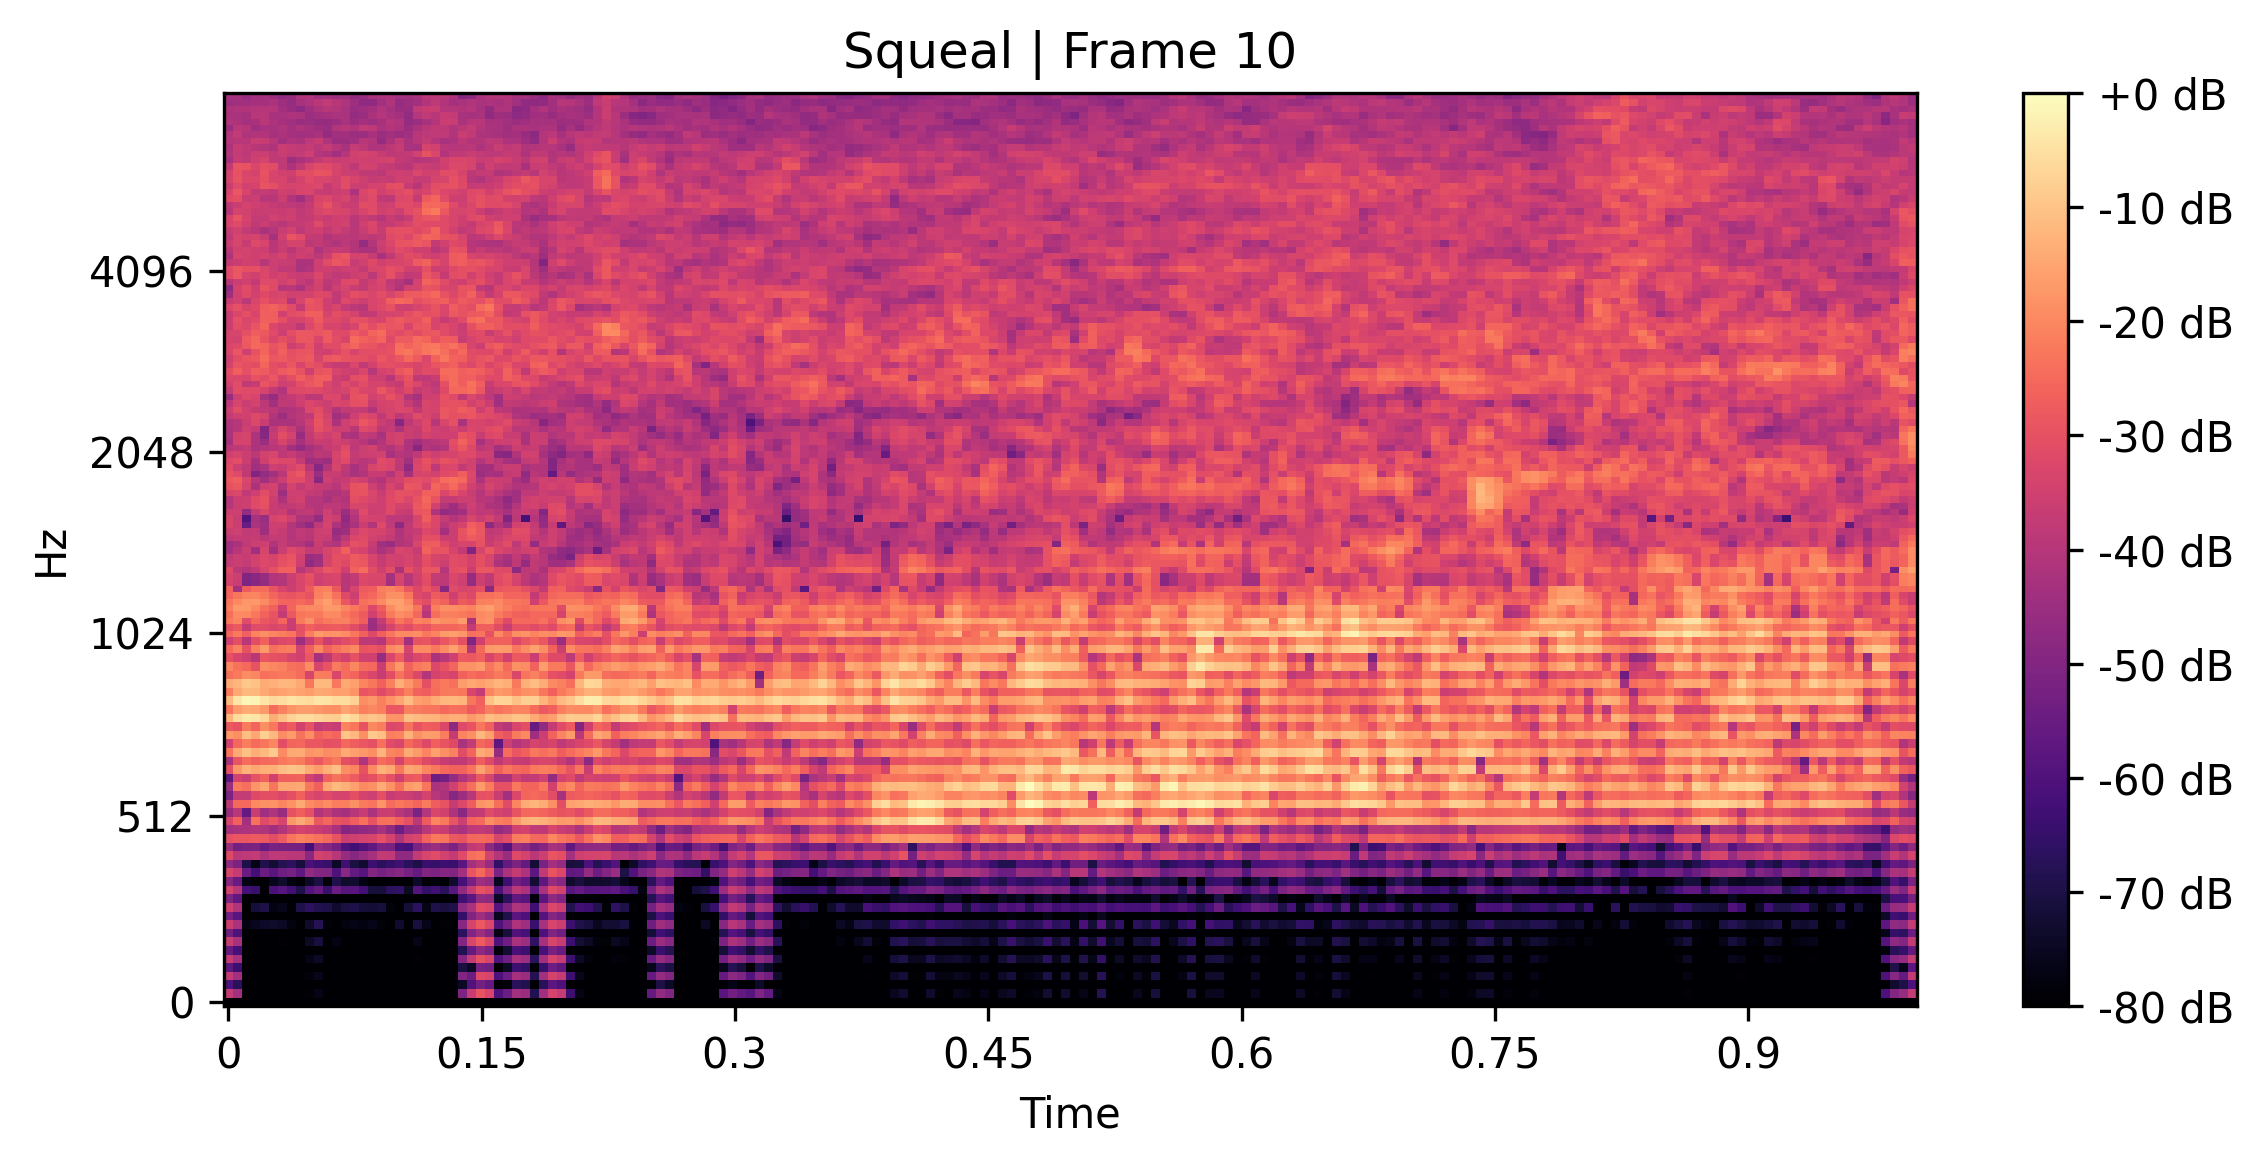 Squeal | Frame 10
+0 dB
-10 dB
-20 dB
-30 dB
-40 dB
-50 dB
-60 dB
-70 dB
-80 dB
Hz
4096
2048
1024
512
0
0 0.15 0.3 0.45 0.6 0.75 0.9
Time